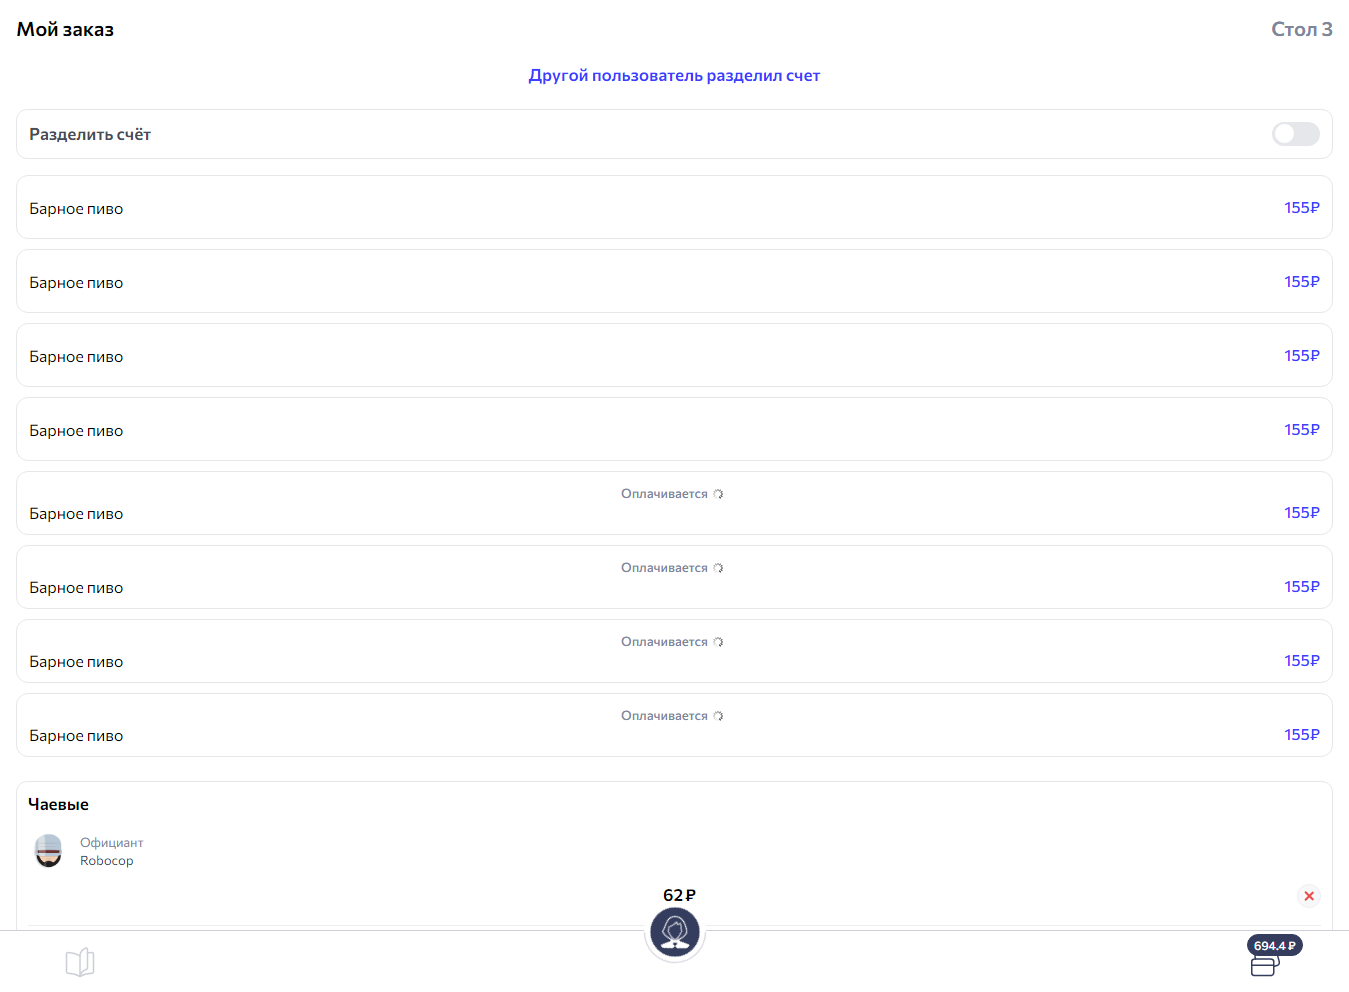 Мой заказ
Стол 3
Другой пользователь разделил счет
Разделить счёт
Барное пиво 155₽
Барное пиво 155₽
Барное пиво 155₽
Барное пиво 155₽
Оплачивается
Барное пиво 155₽
Оплачивается
Барное пиво 155₽
Оплачивается
Барное пиво 155₽
Оплачивается
Барное пиво 155₽
Чаевые
Официант
Robocop
62 ₽
694.4 ₽